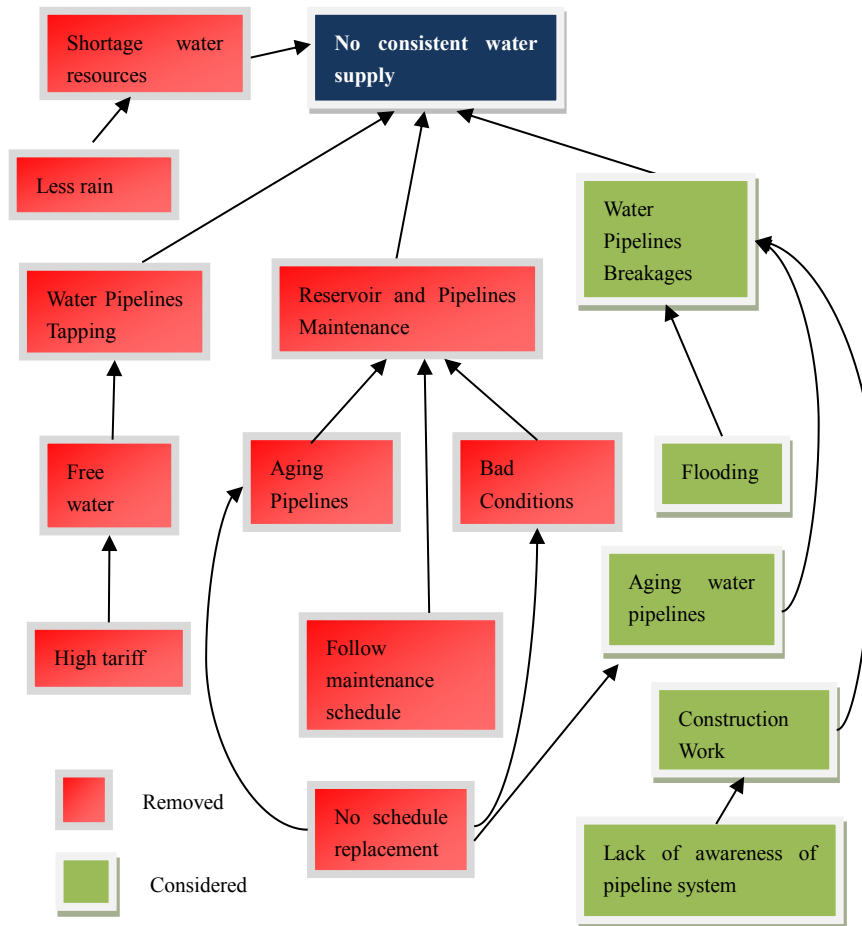 Shortage water
resources
No consistent water
supply
Less rain
Water
Pipelines
Breakages
Water Pipelines
Tapping
Reservoir and Pipelines
Maintenance
Free
water
Aging
Pipelines
Bad
Conditions
Flooding
Aging water
pipelines
High tariff
Follow
maintenance
schedule
Construction
Work
Removed
No schedule
replacement
Lack of awareness of
pipeline system
Considered